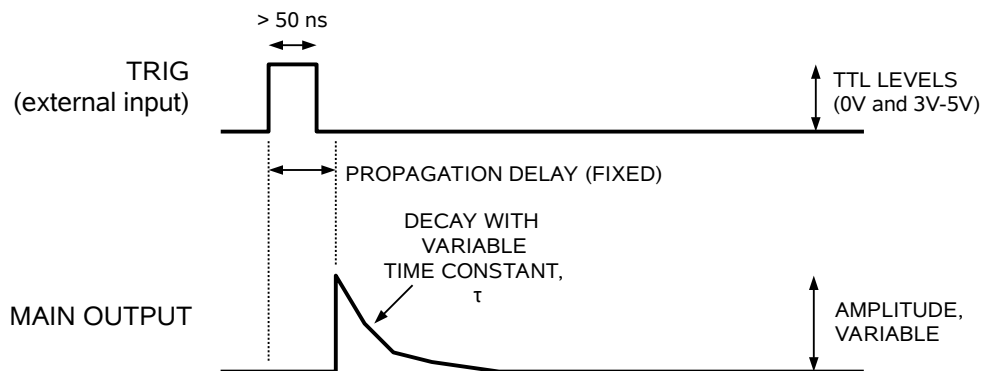 > 50 ns
TRIG
(external input)
TTL LEVELS
(0V and 3V-5V)
PROPAGATION DELAY (FIXED)
DECAY WITH
VARIABLE
TIME CONSTANT,
τ
MAIN OUTPUT
AMPLITUDE,
VARIABLE